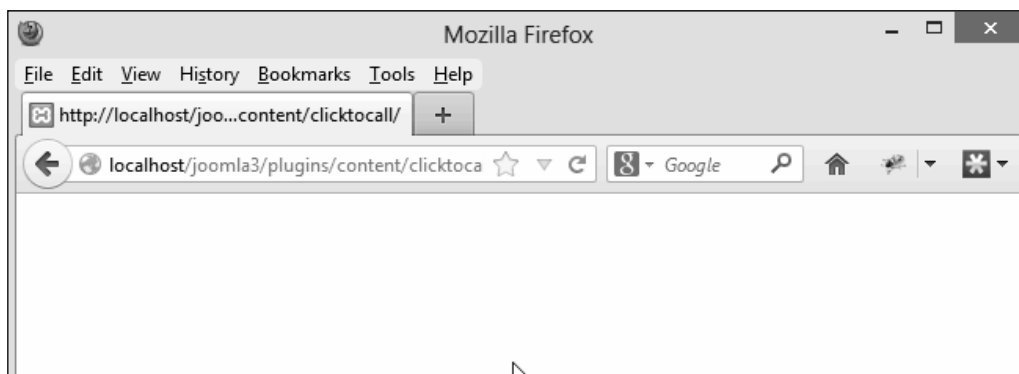 Mozilla Firefox
File Edit View History Bookmarks Tools Help
http://localhost/joo...content/clicktocall/ +
localhost/joomla3/plugins/content/clicktoca 8 Google